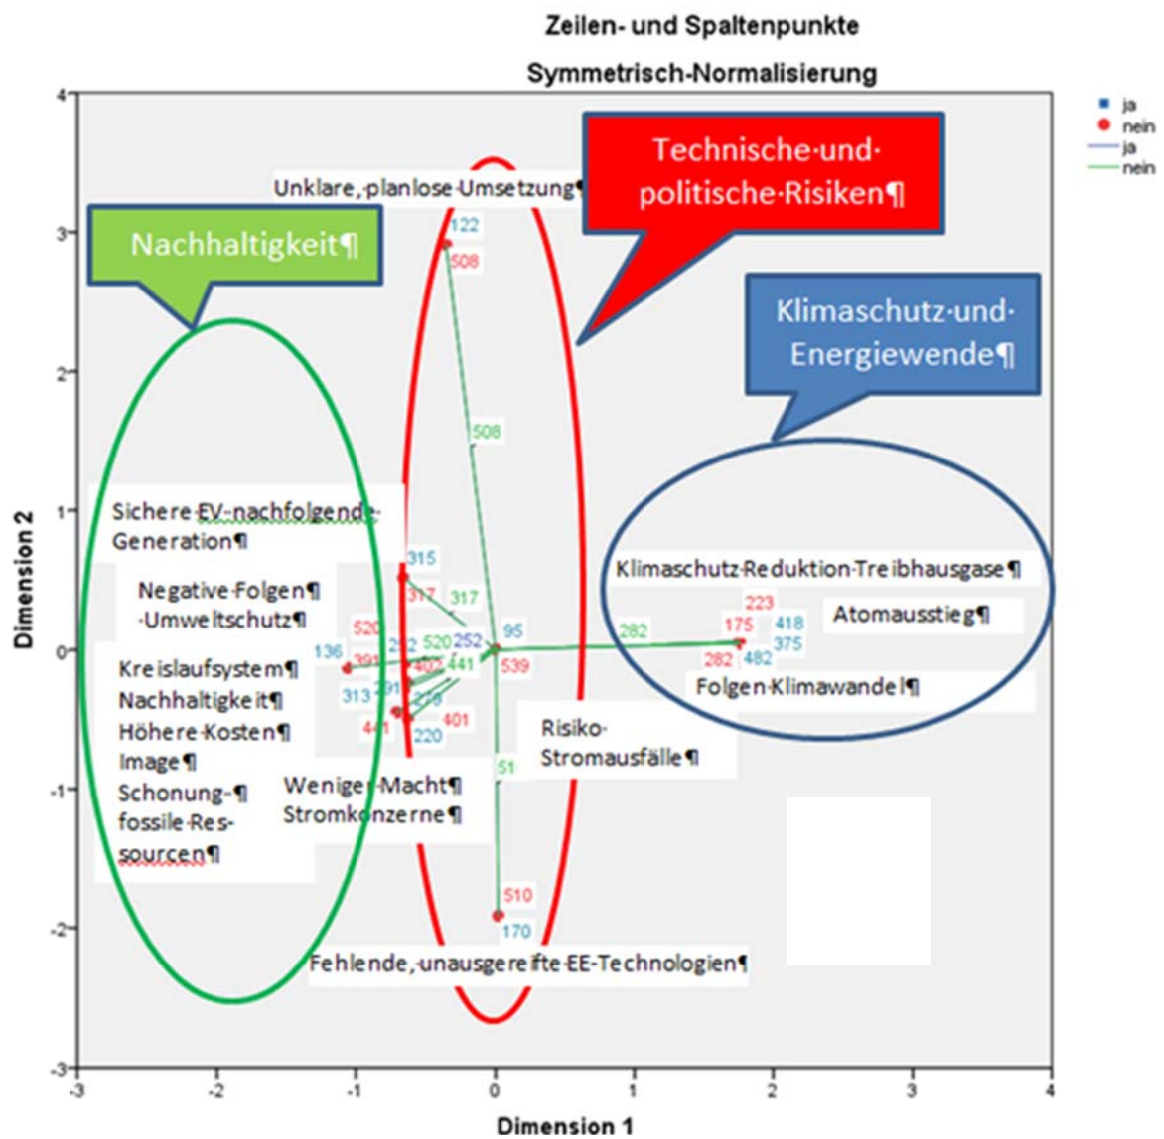 Zeilen- und Spaltenpunkte
Symmetrisch-Normalisierung
ja
nein
ja
nein
Technische·und·
politische·Risiken¶
Unklare,·planlose·Umsetzung¶
Nachhaltigkeit¶
Klimaschutz·und·
Energiewende¶
122
508
508
Sichere·EV-nachfolgende-
Generation¶
315
317
317
Negative·Folgen¶
·Umweltschutz¶
Klimaschutz·Reduktion·Treibhausgase¶
223
175
418
375
282
482
282
Atomausstieg¶
Folgen·Klimawandel¶
520
136
391
520
252
95
539
402
441
313
291
279
441
401
220
Kreislaufsystem¶
Nachhaltigkeit¶
Höhere·Kosten¶
Image¶
Schonung-¶
fossile·Res-
sourcen¶
Risiko-
Stromausfälle¶
Weniger·Macht¶
Stromkonzerne¶
51
510
170
Fehlende,·unausgereifte·EE-Technologien¶
4
3
2
1
0
-1
-2
-3
Dimension 2
-3
-2
-1
0
1
2
3
4
Dimension 1